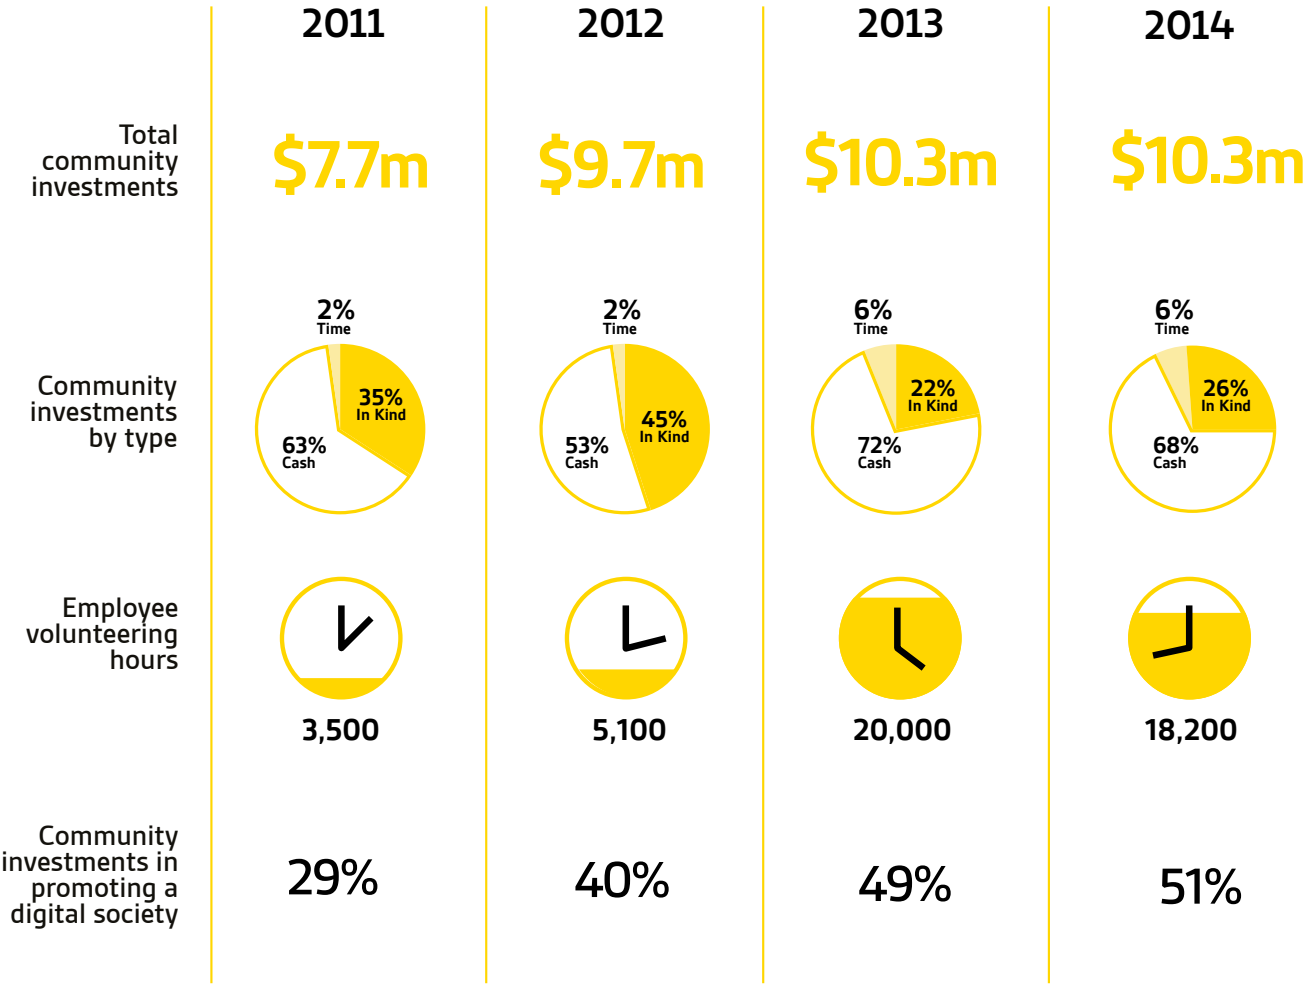 2011
2012
2013
2014
Total
community
investments
$7.7m
$9.7m
$10.3m
$10.3m
Community
investments
by type
2%
Time
35%
In Kind
63%
Cash
2%
Time
45%
In Kind
53%
Cash
6%
Time
22%
In Kind
72%
Cash
6%
Time
26%
In Kind
68%
Cash
Employee
volunteering
hours
3,500
5,100
20,000
18,200
Community
investments in
promoting a
digital society
29%
40%
49%
51%